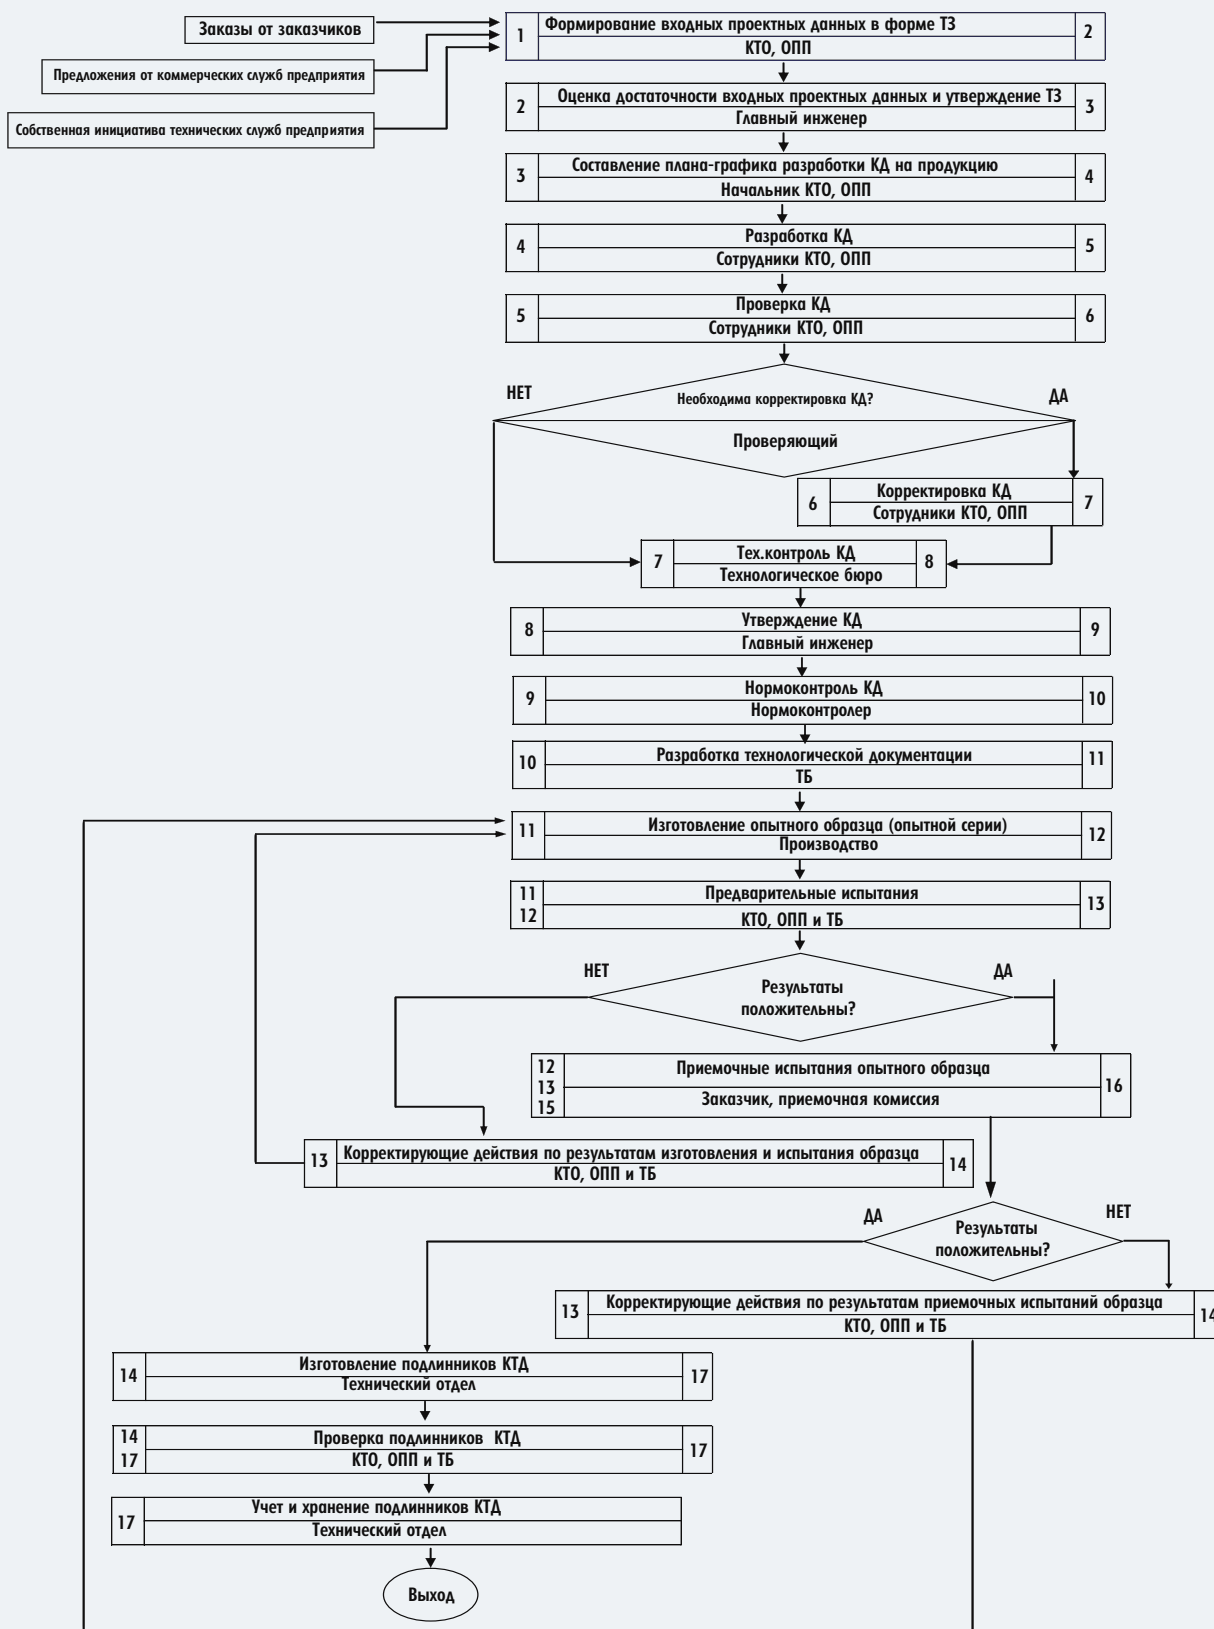 Заказы от заказчиков
Предложения от коммерческих служб предприятия
Собственная инициатива технических служб предприятия
1
Формирование входных проектных данных в форме ТЗ
КТО, ОПП
2
2
Оценка достаточности входных проектных данных и утверждение ТЗ
Главный инженер
3
3
Составление плана-графика разработки КД на продукцию
Начальник КТО, ОПП
4
4
Разработка КД
Сотрудники КТО, ОПП
5
5
Проверка КД
Сотрудники КТО, ОПП
6
НЕТ
Необходима корректировка КД?
ДА
Проверяющий
6
Корректировка КД
Сотрудники КТО, ОПП
7
7
Тех.контроль КД
Технологическое бюро
8
8
Утверждение КД
Главный инженер
9
9
Нормоконтроль КД
Нормоконтролер
10
10
Разработка технологической документации
ТБ
11
11
Изготовление опытного образца (опытной серии)
Производство
12
11
12
Предварительные испытания
КТО, ОПП и ТБ
13
НЕТ
Результаты
положительны?
ДА
12
13
15
Приемочные испытания опытного образца
Заказчик, приемочная комиссия
16
13
Корректирующие действия по результатам изготовления и испытания образца
КТО, ОПП и ТБ
14
ДА
Результаты
положительны?
НЕТ
13
Корректирующие действия по результатам приемочных испытаний образца
КТО, ОПП и ТБ
14
14
Изготовление подлинников КТД
Технический отдел
17
14
17
Проверка подлинников КТД
КТО, ОПП и ТБ
17
17
Учет и хранение подлинников КТД
Технический отдел
Выход